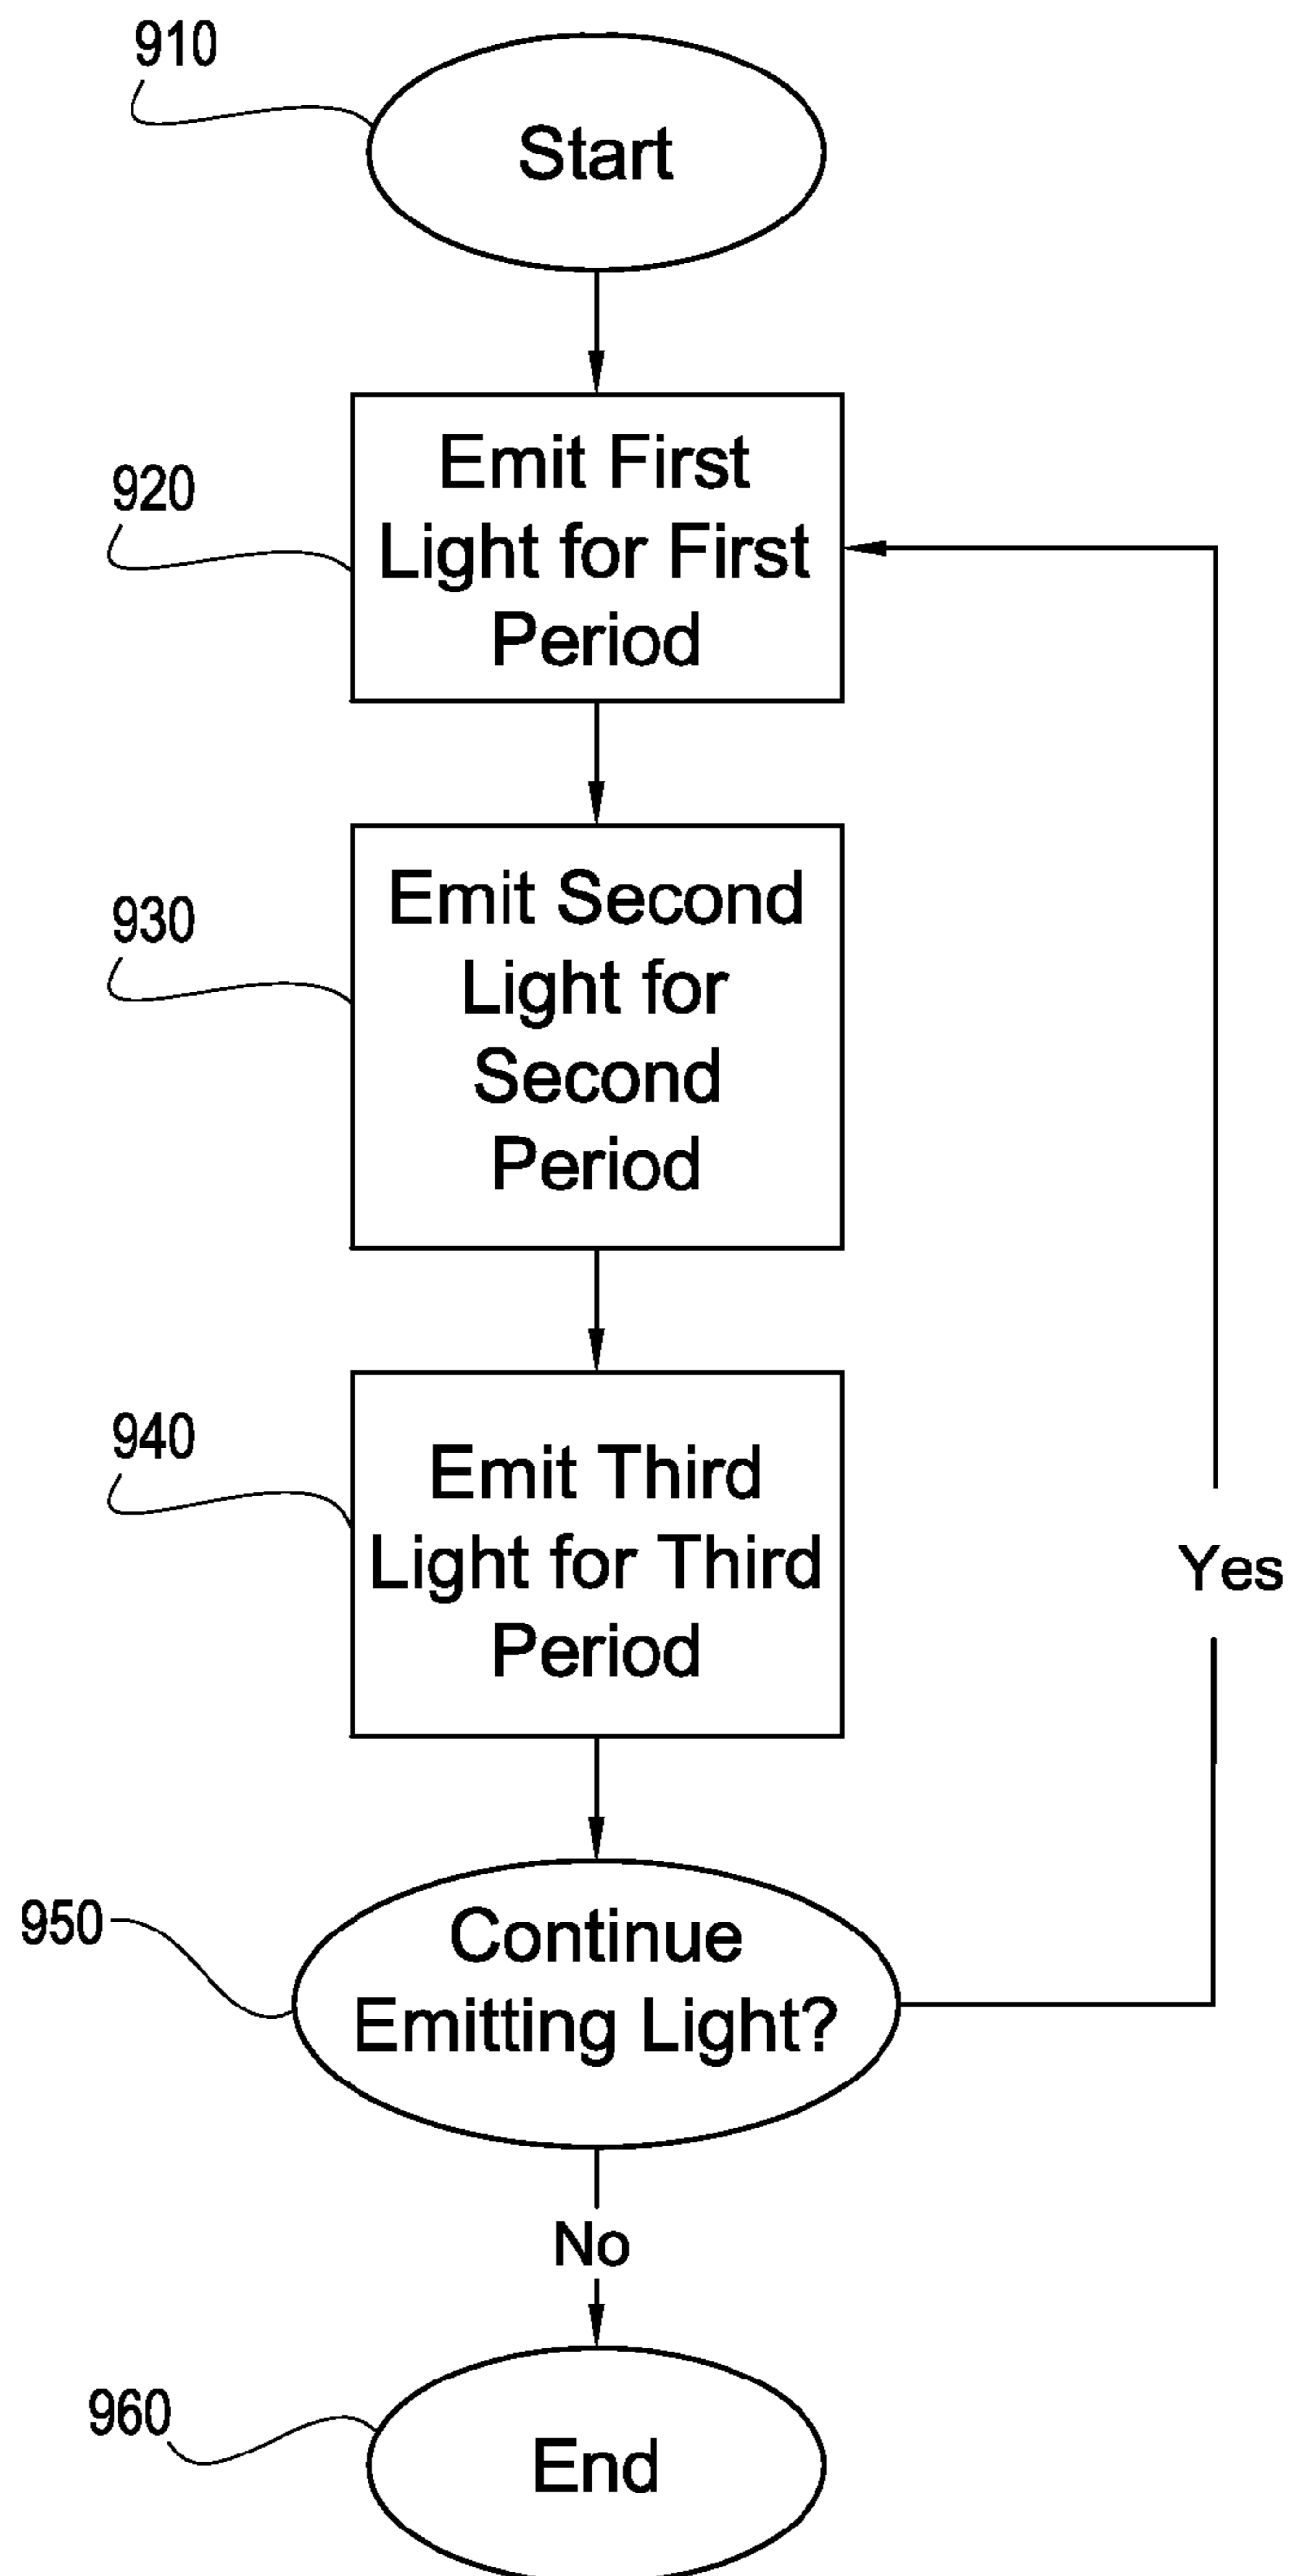 910
Start
920
Emit First
Light for First
Period
930
Emit Second
Light for
Second
Period
940
Emit Third
Light for Third
Period
Yes
950
Continue
Emitting Light?
No
960
End